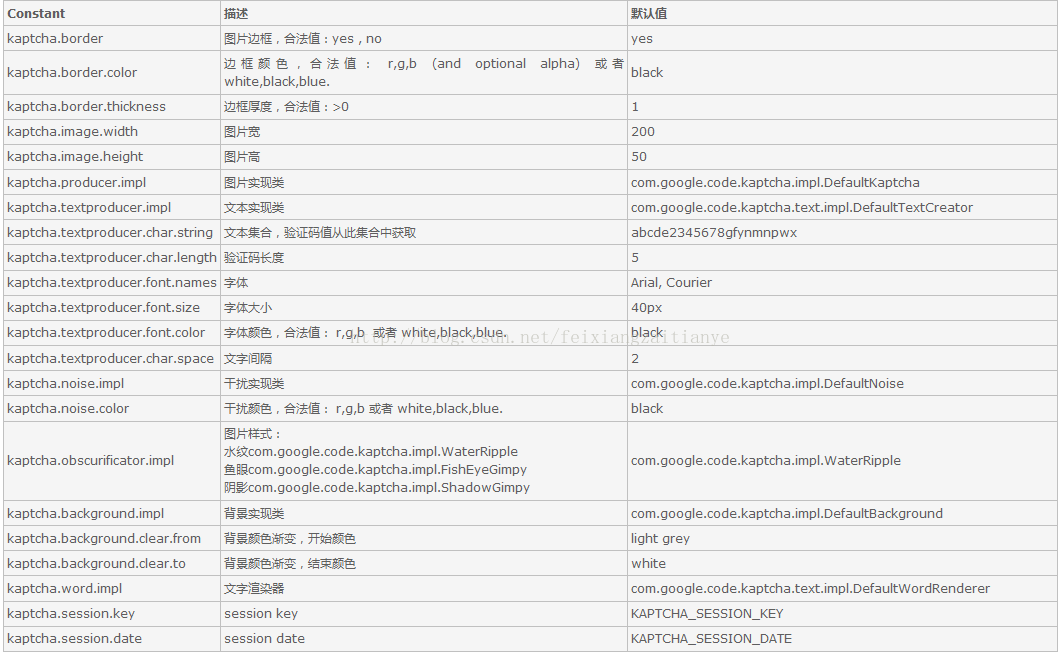 Constant 描述 默认值
kaptcha.border 图片边框，合法值：yes , no yes
kaptcha.border.color 边框颜色，合法值： r,g,b (and optional alpha) 或者 white,black,blue. black
kaptcha.border.thickness 边框厚度，合法值：>0 1
kaptcha.image.width 图片宽 200
kaptcha.image.height 图片高 50
kaptcha.producer.impl 图片实现类 com.google.code.kaptcha.impl.DefaultKaptcha
kaptcha.textproducer.impl 文本实现类 com.google.code.kaptcha.text.impl.DefaultTextCreator
kaptcha.textproducer.char.string 文本集合，验证码值从此集合中获取 abcde2345678gfynmnpwx
kaptcha.textproducer.char.length 验证码长度 5
kaptcha.textproducer.font.names 字体 Arial, Courier
kaptcha.textproducer.font.size 字体大小 40px
kaptcha.textproducer.font.color 字体颜色，合法值： r,g,b 或者 white,black,blue. black
http://blog.csdn.net/feixiangzaitianye
kaptcha.textproducer.char.space 文字间隔 2
kaptcha.noise.impl 干扰实现类 com.google.code.kaptcha.impl.DefaultNoise
kaptcha.noise.color 干扰颜色，合法值： r,g,b 或者 white,black,blue. black
kaptcha.obscurificator.impl 图片样式：
水纹com.google.code.kaptcha.impl.WaterRipple
鱼眼com.google.code.kaptcha.impl.FishEyeGimpy
阴影com.google.code.kaptcha.impl.ShadowGimpy
com.google.code.kaptcha.impl.WaterRipple
kaptcha.background.impl 背景实现类 com.google.code.kaptcha.impl.DefaultBackground
kaptcha.background.clear.from 背景颜色渐变，开始颜色 light grey
kaptcha.background.clear.to 背景颜色渐变，结束颜色 white
kaptcha.word.impl 文字渲染器 com.google.code.kaptcha.text.impl.DefaultWordRenderer
kaptcha.session.key session key KAPTCHA_SESSION_KEY
kaptcha.session.date session date KAPTCHA_SESSION_DATE